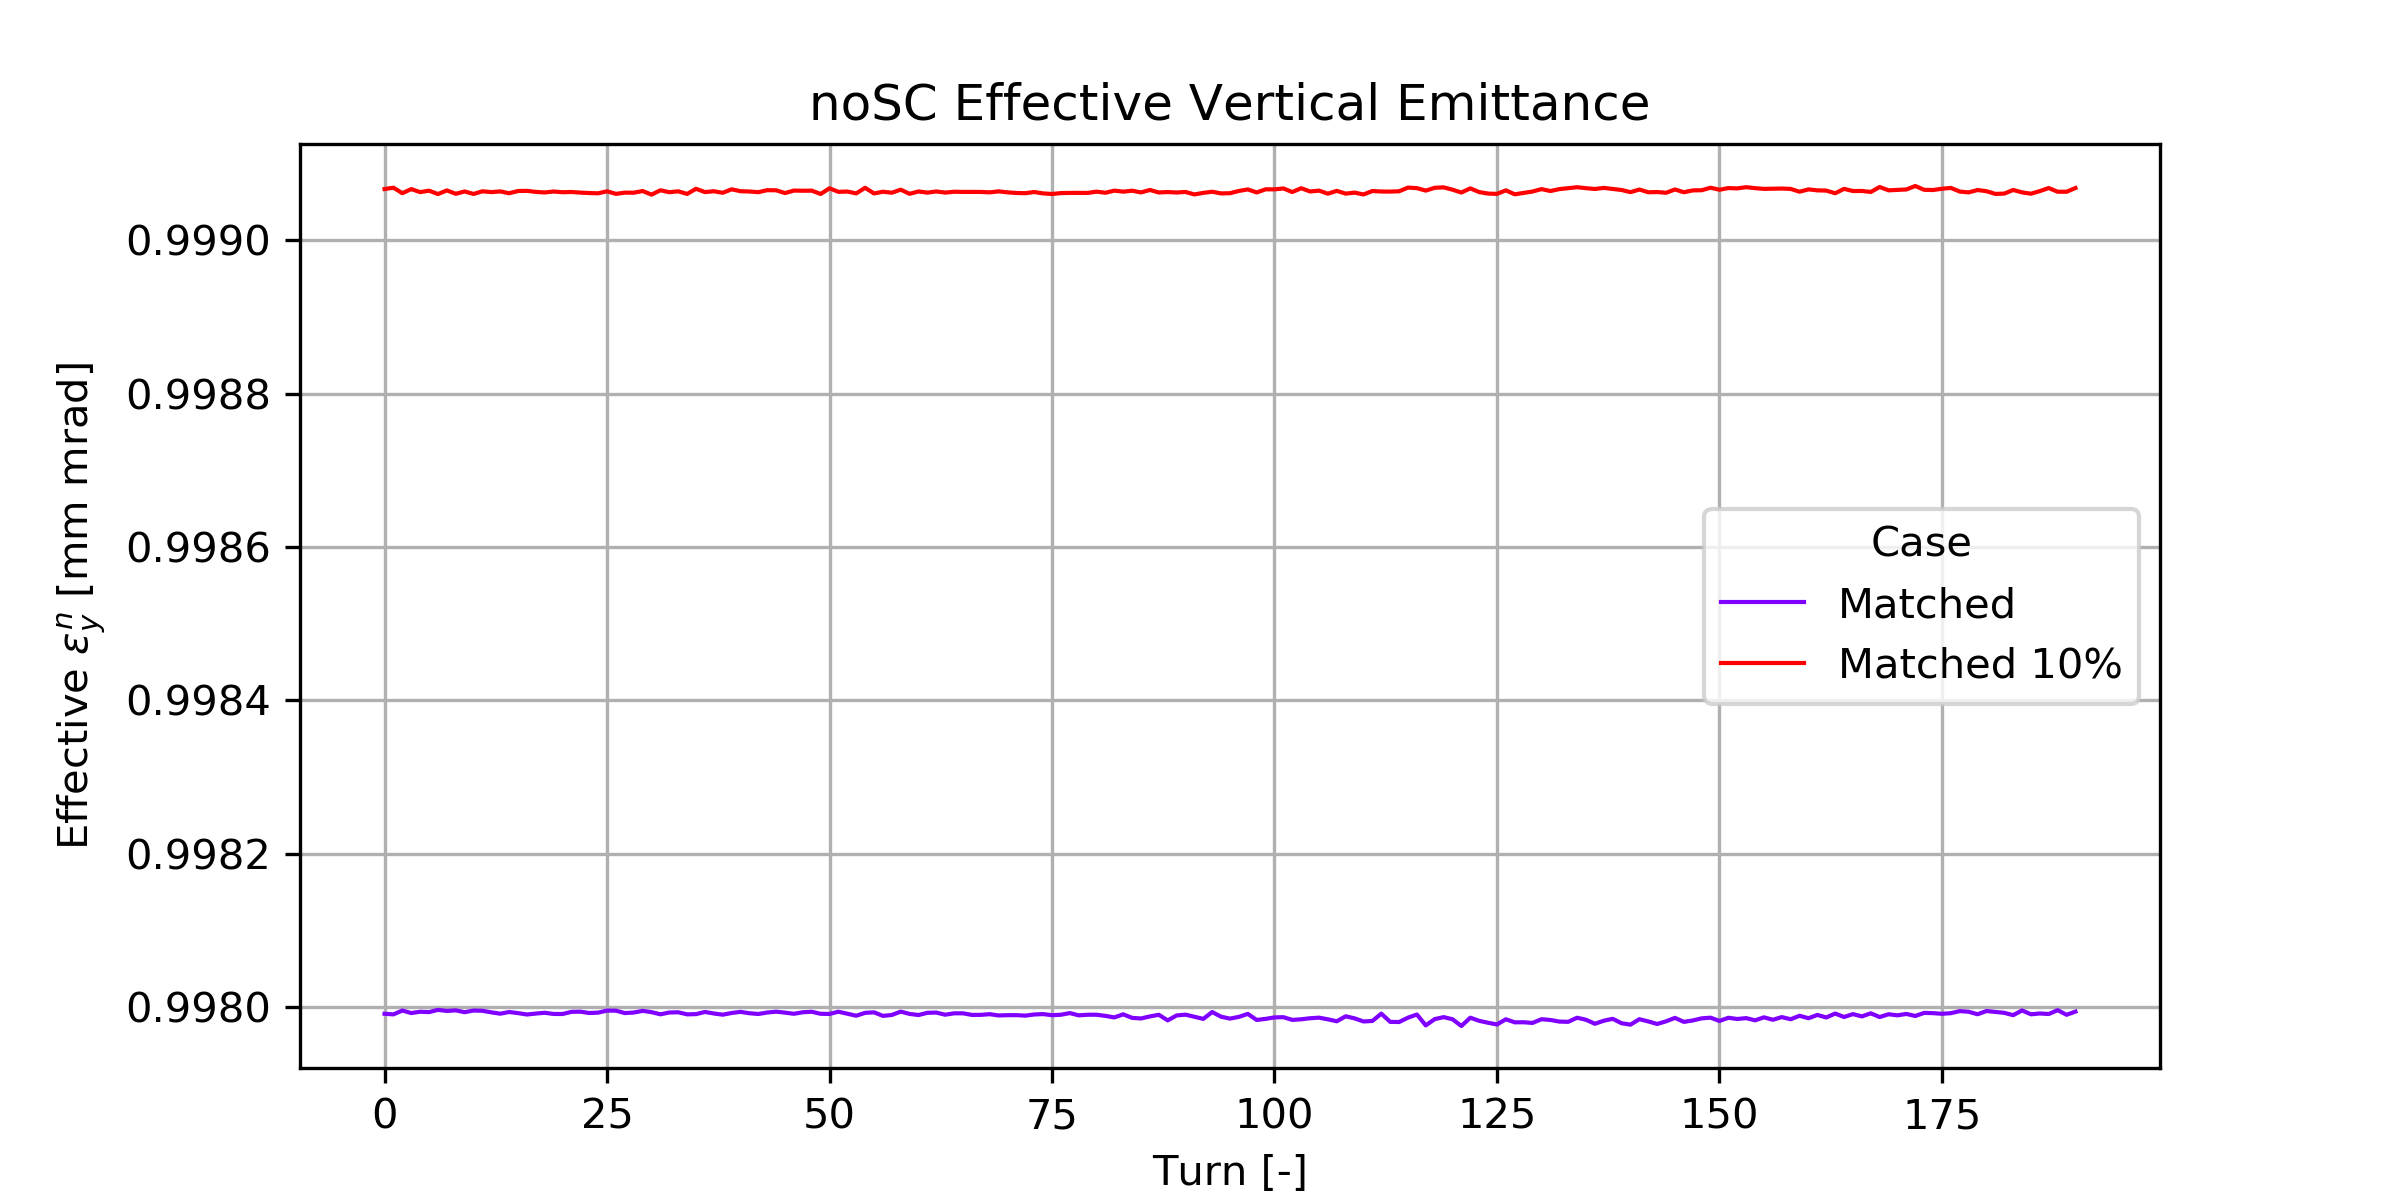 noSC Effective Vertical Emittance
Effective εⁿᵧ [mm mrad]
0.9990
0.9988
0.9986
0.9984
0.9982
0.9980
Case
Matched
Matched 10%
0 25 50 75 100 125 150 175
Turn [-]